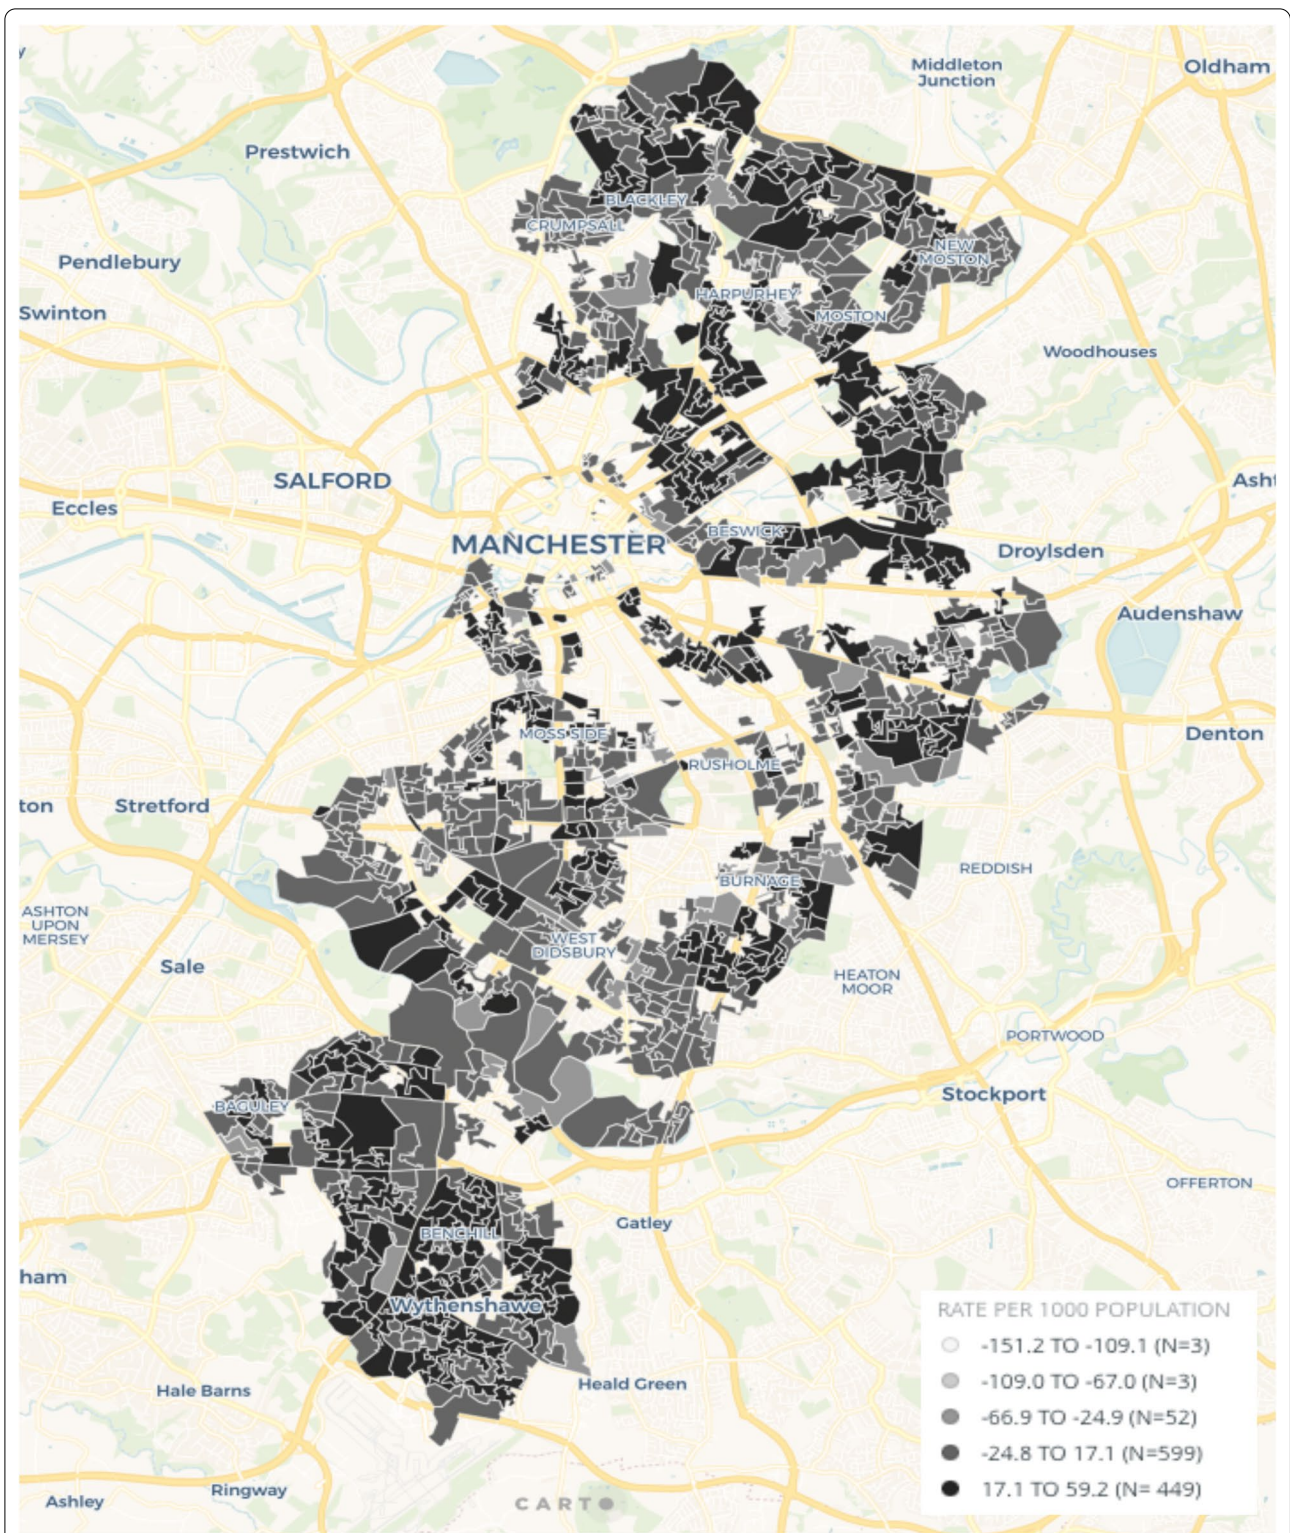 Middleton
Junction
Oldham
Prestwich
BLACKLEY
CRUMPSALL
NEW
MOSTON
Pendlebury
HARPURHEY
Swinton
MOSTON
Woodhouses
SALFORD
Eccles
BESWICK
MANCHESTER
Droylsden
Audenshaw
MOSS SIDE
Denton
RUSHOLME
ton
Stretford
REDDISH
BURNAGE
ASHTON
UPON
MERSEY
WEST
DIDSBURY
Sale
HEATON
MOOR
PORTWOOD
Stockport
BAGULEY
OFFERTON
Gatley
BENCHILL
ham
Wythenshawe
Heald Green
Hale Barns
Ringway
Ashley
CARTO
RATE PER 1000 POPULATION
-151.2 TO -109.1 (N=3)
-109.0 TO -67.0 (N=3)
-66.9 TO -24.9 (N=52)
-24.8 TO 17.1 (N=599)
17.1 TO 59.2 (N= 449)